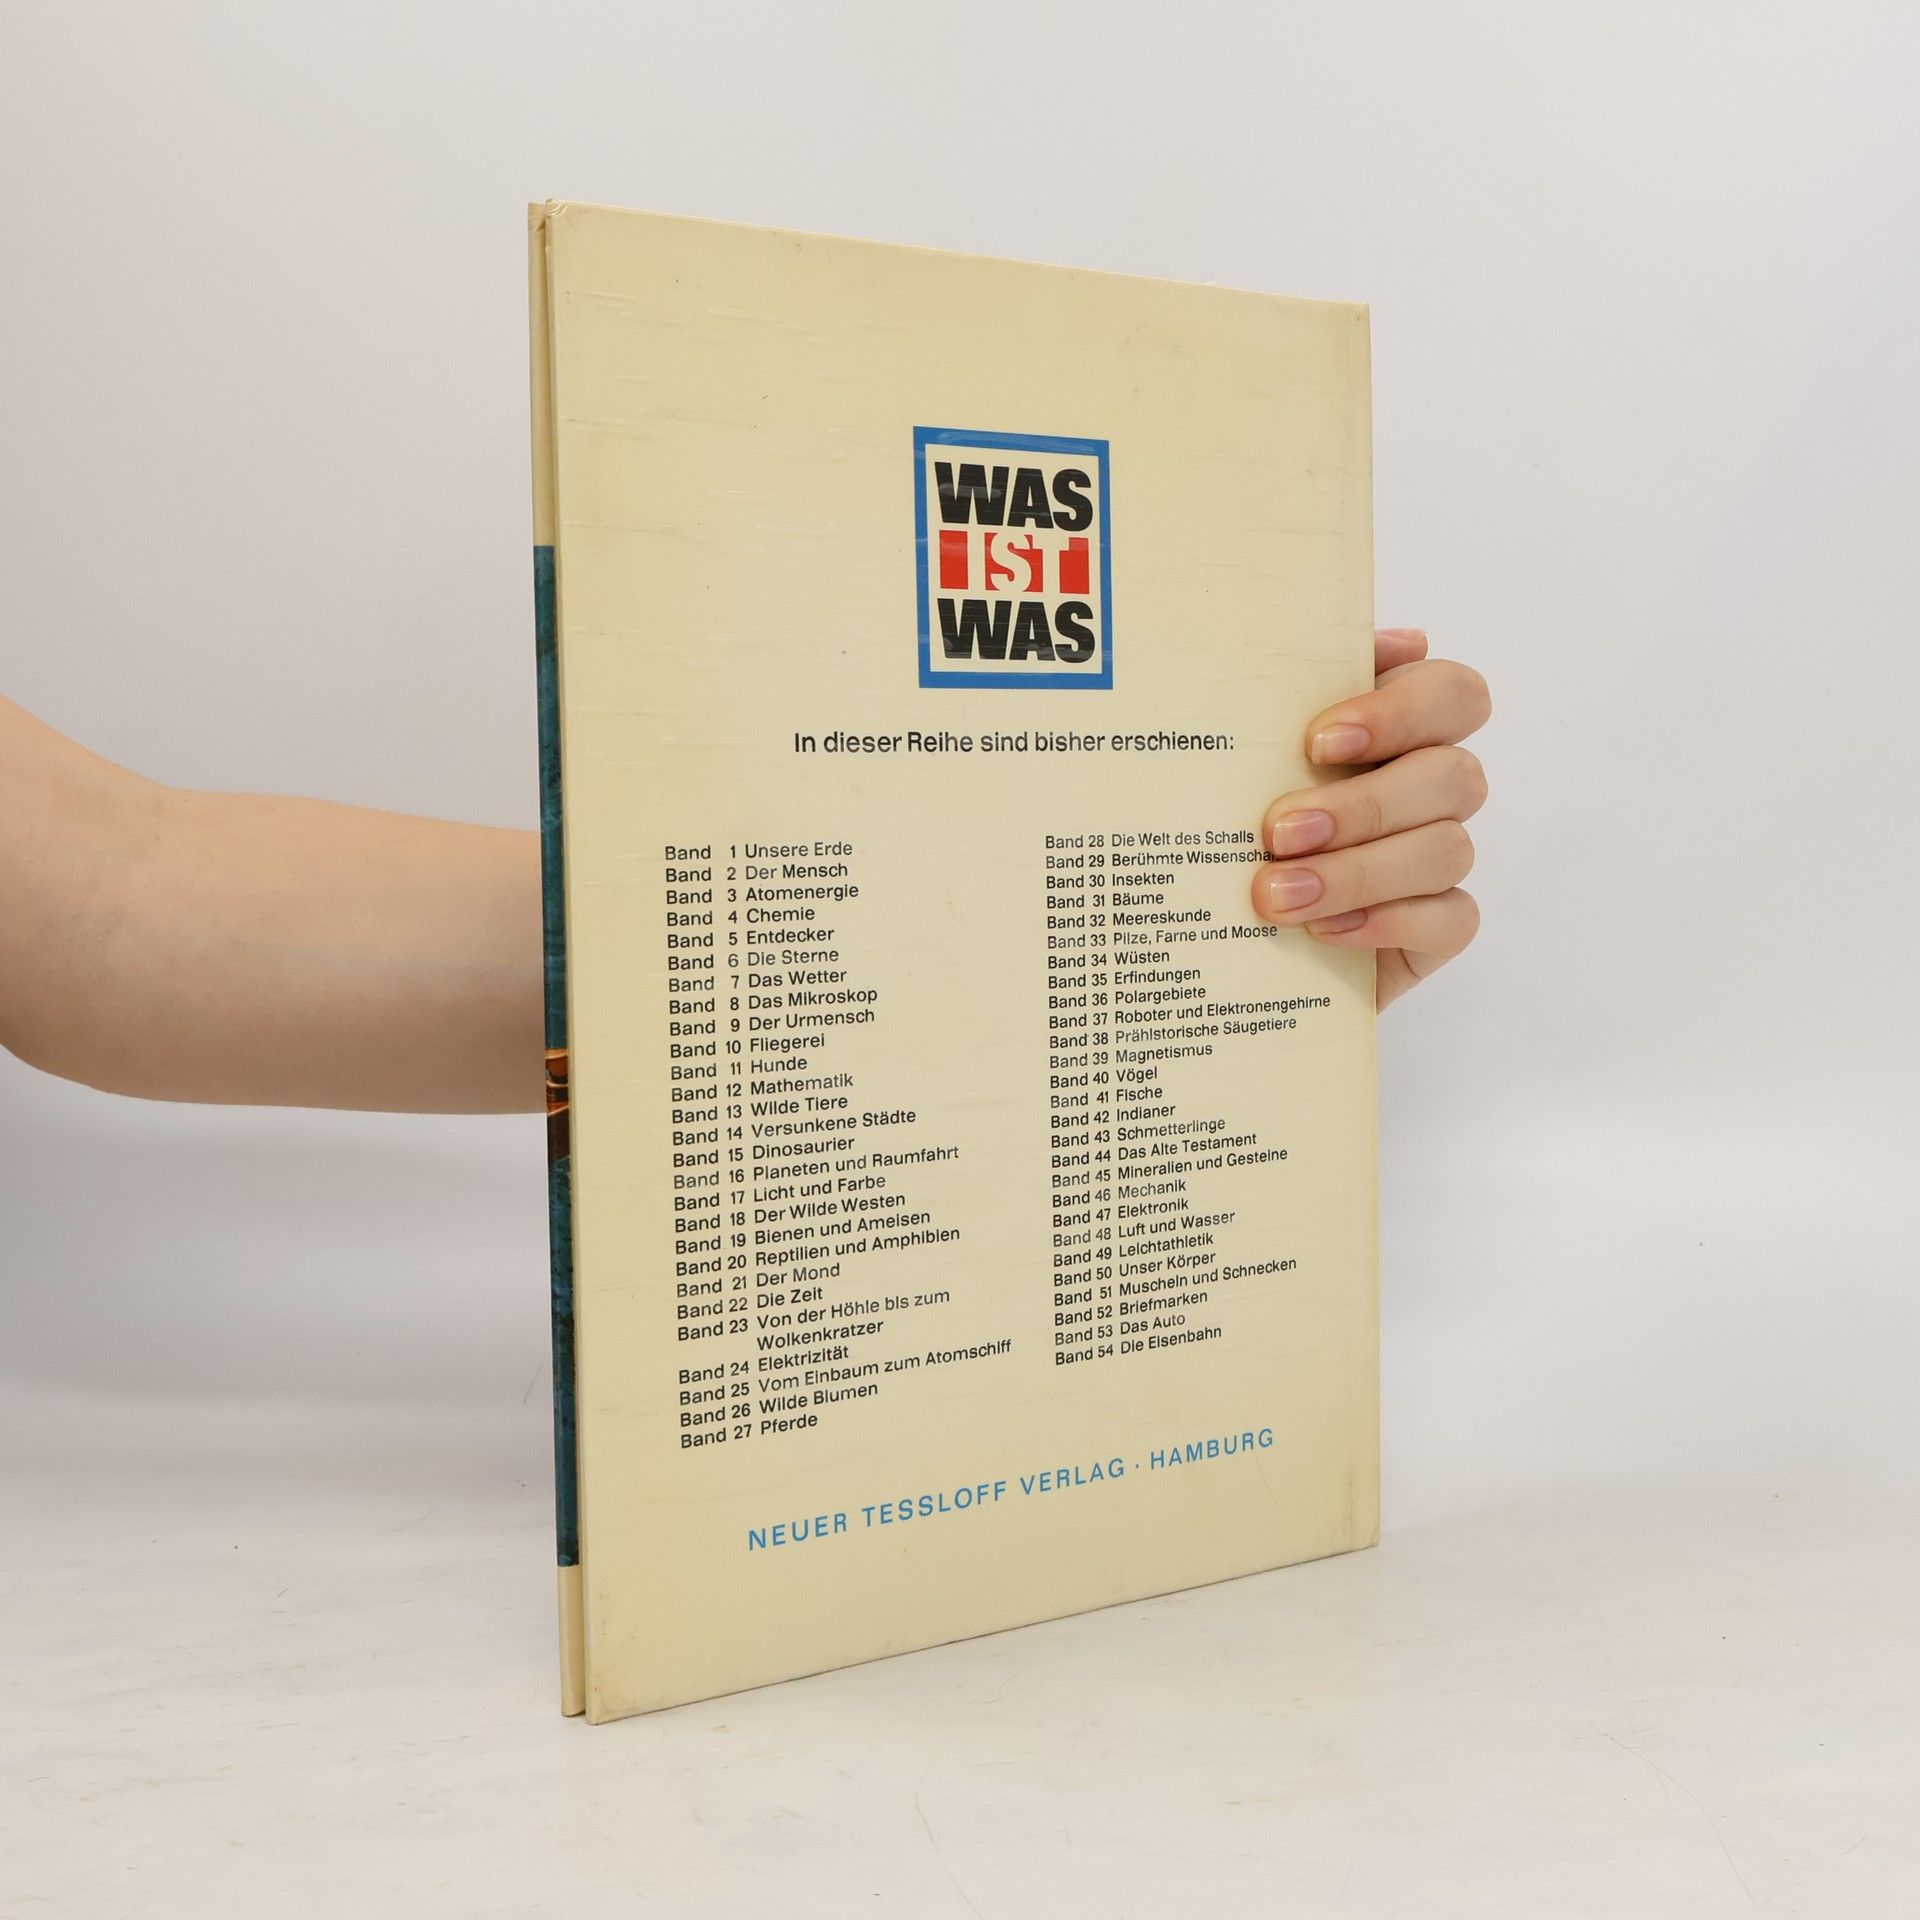 WAS
IST
WAS
In dieser Reihe sind bisher erschienen:
Band 1 Unsere Erde
Band 2 Der Mensch
Band 3 Atomenergie
Band 4 Chemie
Band 5 Entdecker
Band 6 Die Sterne
Band 7 Das Wetter
Band 8 Das Mikroskop
Band 9 Der Urmensch
Band 10 Fliegerei
Band 11 Hunde
Band 12 Mathematik
Band 13 Wilde Tiere
Band 14 Versunkene Städte
Band 15 Dinosaurier
Band 16 Planeten und Raumfahrt
Band 17 Licht und Farbe
Band 18 Der Wilde Westen
Band 19 Bienen und Ameisen
Band 20 Reptilien und Amphibien
Band 21 Der Mond
Band 22 Die Zeit
Band 23 Von der Höhle bis zum
Wolkenkratzer
Band 24 Elektrizität
Band 25 Vom Einbaum zum Atomschiff
Band 26 Wilde Blumen
Band 27 Pferde
Band 28 Die Welt des Schalls
Band 29 Berühmte
Band 30 Insekten
Band 31 Bäume
Band 32 Meereskunde
Band 33 Pilze, Farne und Moose
Band 34 Wüsten
Band 35 Erfindungen
Band 36 Polargebiete
Band 37 Roboter und Elektronengehirne
Band 38 Prähistorische Säugetiere
Band 39 Magnetismus
Band 40 Vögel
Band 41 Fische
Band 42 Indianer
Band 43 Schmetterlinge
Band 44 Das Alte Testament
Band 45 Mineralien und Gesteine
Band 46 Mechanik
Band 47 Elektronik
Band 48 Luft und Wasser
Band 49 Leichtathletik
Band 50 Unser Körper
Band 51 Muscheln und Schnecken
Band 52 Briefmarken
Band 53 Das Auto
Band 54 Die Eisenbahn
NEUER TESSLOFF VERLAG · HAMBURG